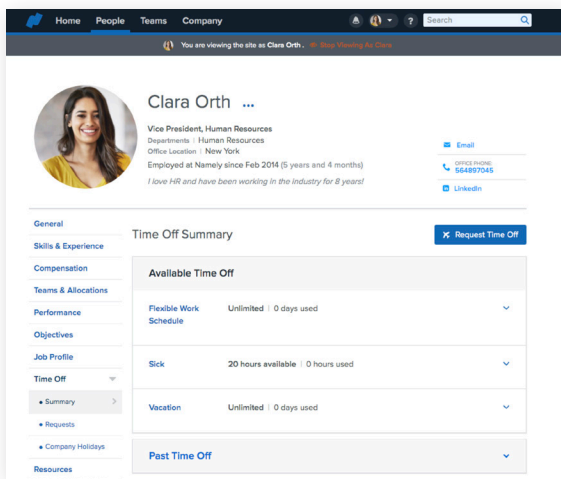 Home People Teams Company ? Search
You are viewing the site as Clara Orth . Stop Viewing As Clara
Clara Orth ...
Vice President, Human Resources
Departments | Human Resources
Office Location | New York
Employed at Namely since Feb 2014 (5 years and 4 months)
I love HR and have been working in the industry for 8 years!
Email
OFFICE PHONE:
564897045
LinkedIn
General
Skills & Experience
Compensation
Teams & Allocations
Performance
Objectives
Job Profile
Time Off
• Summary
• Requests
• Company Holidays
Resources
Time Off Summary
Request Time Off
Available Time Off
Flexible Work Schedule
Unlimited | 0 days used
Sick
20 hours available | 0 hours used
Vacation
Unlimited | 0 days used
Past Time Off